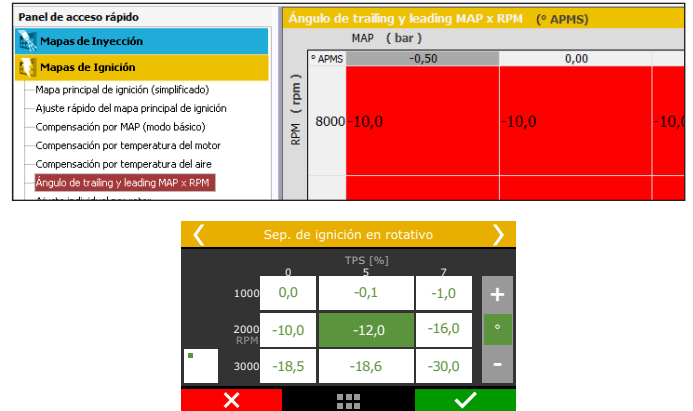 Panel de acceso rápido
Mapas de Inyección
Mapas de Ignición
Mapa principal de ignición (simplificado)
Ajuste rápido del mapa principal de ignición
Compensación por MAP (modo básico)
Compensación por temperatura del motor
Compensación por temperatura del aire
Ángulo de trailing y leading MAP x RPM
Ángulo de trailing y leading MAP x RPM (° APMS)
MAP ( bar )
° APMS -0,50 0,00
RPM ( rpm )
8000 -10,0 -10,0 -10,0
Sep. de ignición en rotativo
TPS [%]
0 5 7
1000 0,0 -0,1 -1,0 +
2000 -10,0 -12,0 -16,0 °
RPM
3000 -18,5 -18,6 -30,0 -